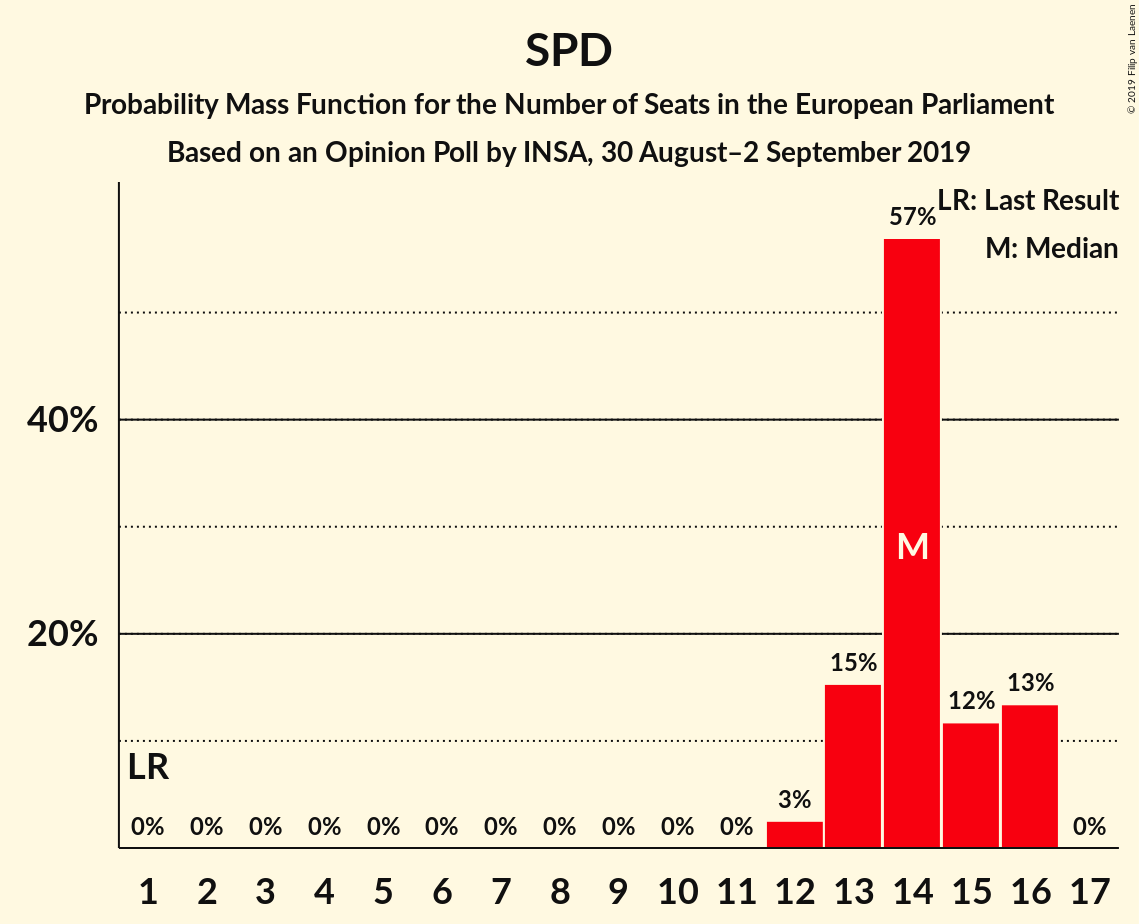 SPD
Probability Mass Function for the Number of Seats in the European Parliament
Based on an Opinion Poll by INSA, 30 August–2 September 2019
© 2019 Filip van Laenen
LR: Last Result
M: Median
57%
40%
M
20%
15%
13%
12%
LR
3%
0% 0% 0% 0% 0% 0% 0% 0% 0% 0% 0% 0%
1 2 3 4 5 6 7 8 9 10 11 12 13 14 15 16 17